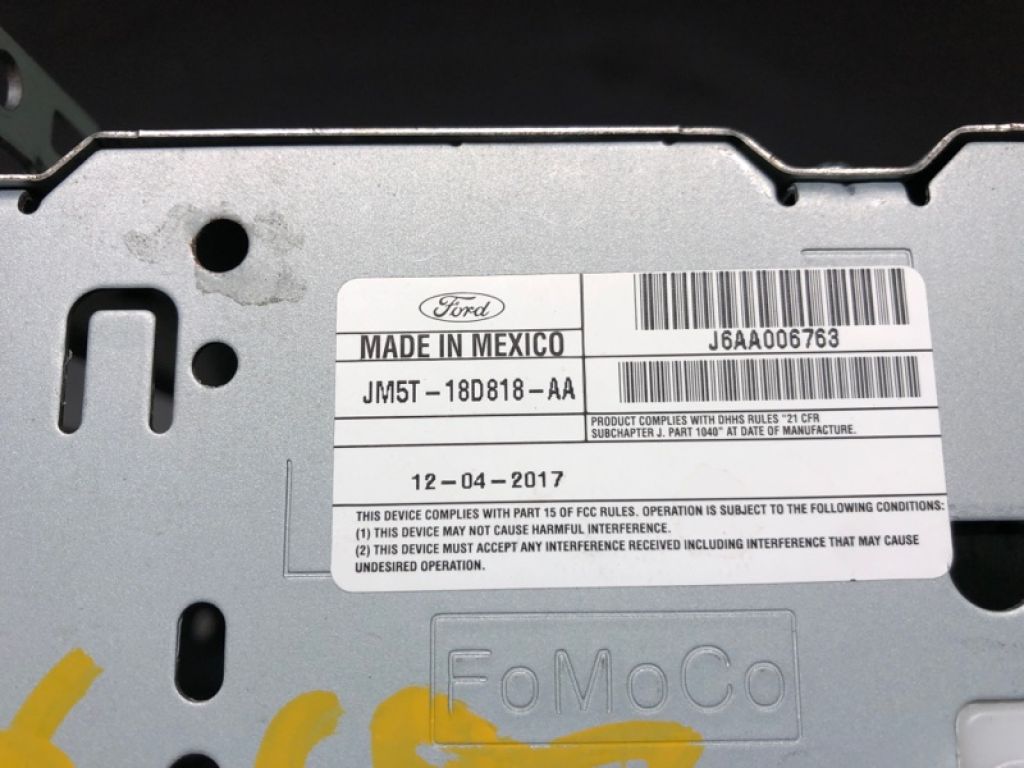 Ford
MADE IN MEXICO
JM5T-18D818-AA
J6AA006763
PRODUCT COMPLIES WITH DHHS RULES "21 CFR
SUBCHAPTER J. PART 1040" AT DATE OF MANUFACTURE.
12-04-2017
THIS DEVICE COMPLIES WITH PART 15 OF FCC RULES. OPERATION IS SUBJECT TO THE FOLLOWING CONDITIONS:
(1) THIS DEVICE MAY NOT CAUSE HARMFUL INTERFERENCE.
(2) THIS DEVICE MUST ACCEPT ANY INTERFERENCE RECEIVED INCLUDING INTERFERENCE THAT MAY CAUSE
UNDESIRED OPERATION.
FoMoCo